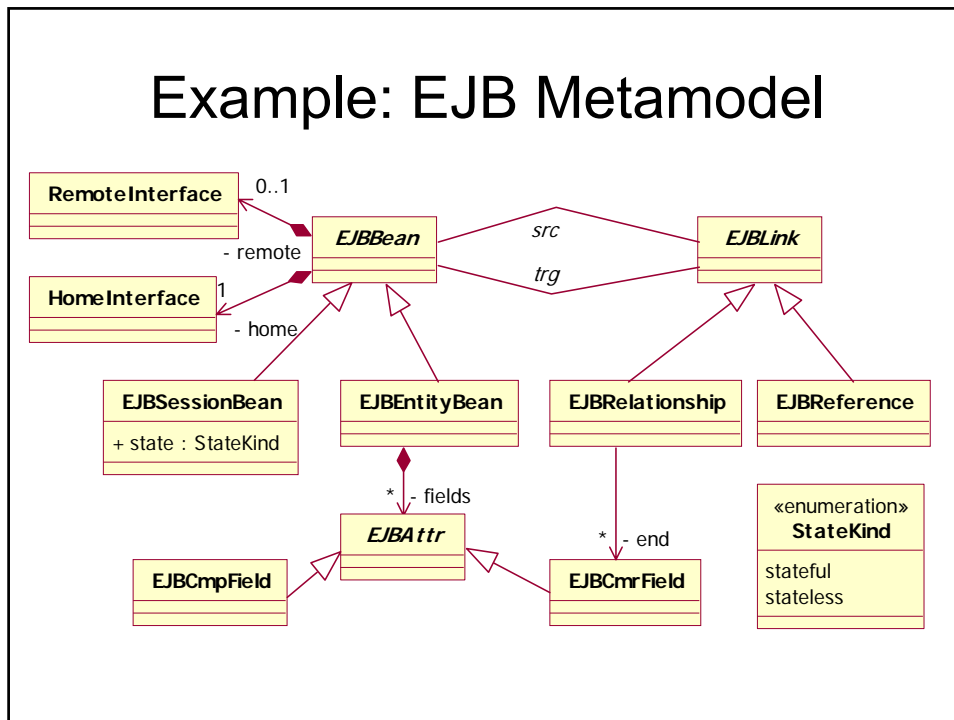 Example: EJB Metamodel
RemoteInterface
0..1
- remote
EJBBean
src
trg
EJBLink
HomeInterface
1
- home
EJBSessionBean
+ state : StateKind
EJBEntityBean
EJBRelationship
EJBReference
* - fields
EJBAttr
* - end
EJBCmpField
EJBCmrField
«enumeration»
StateKind
stateful
stateless